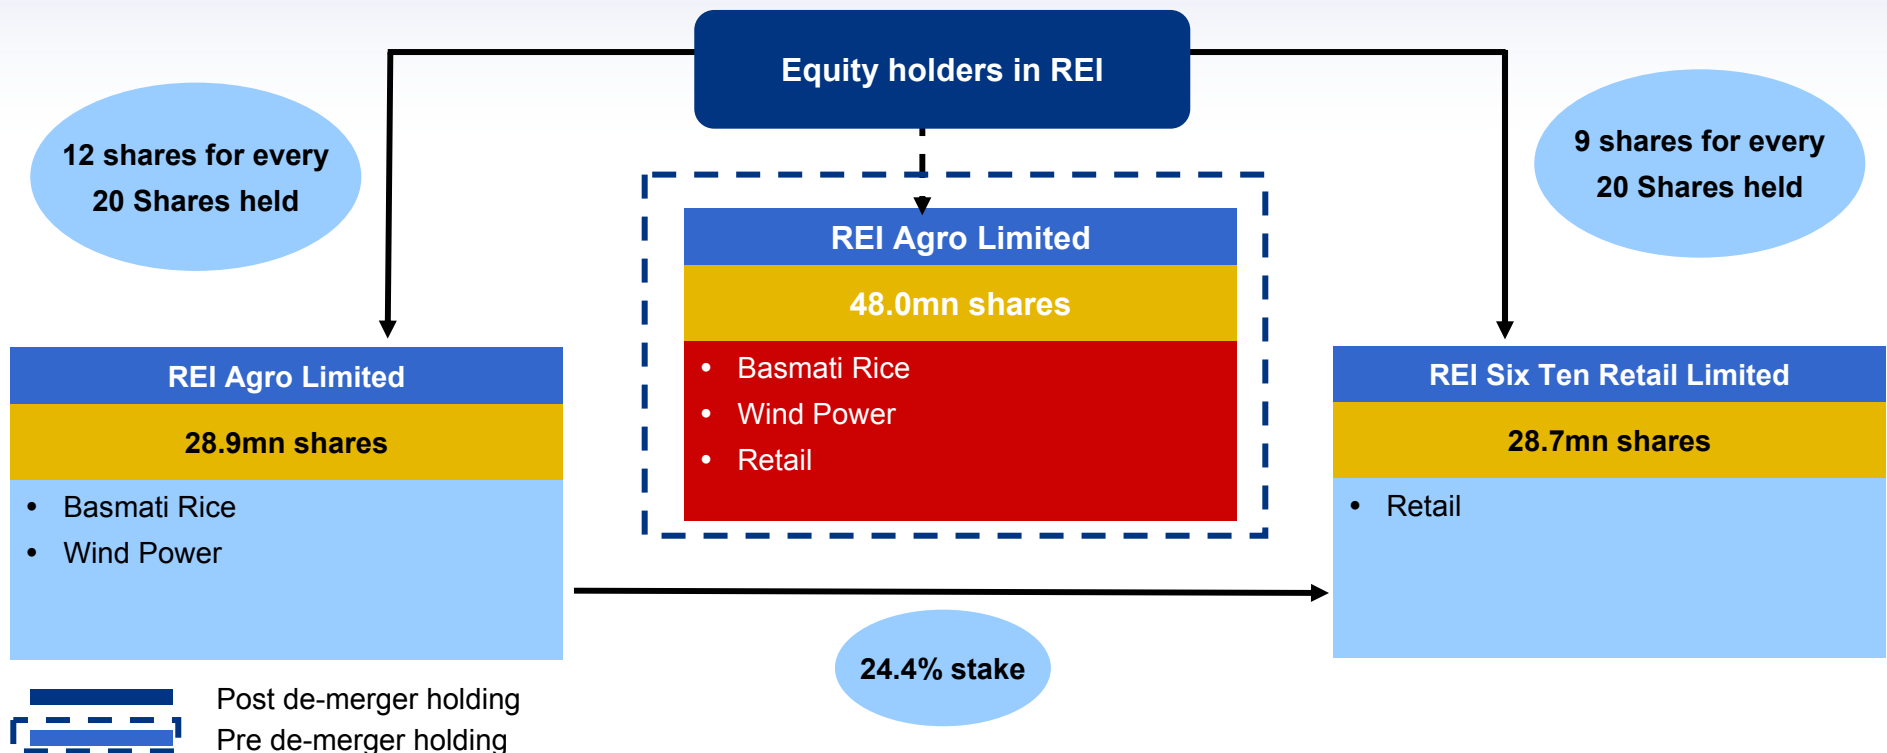 Equity holders in REI
12 shares for every
20 Shares held
9 shares for every
20 Shares held
REI Agro Limited
48.0mn shares
• Basmati Rice
• Wind Power
• Retail
REI Agro Limited
28.9mn shares
• Basmati Rice
• Wind Power
REI Six Ten Retail Limited
28.7mn shares
• Retail
24.4% stake
Post de-merger holding
Pre de-merger holding